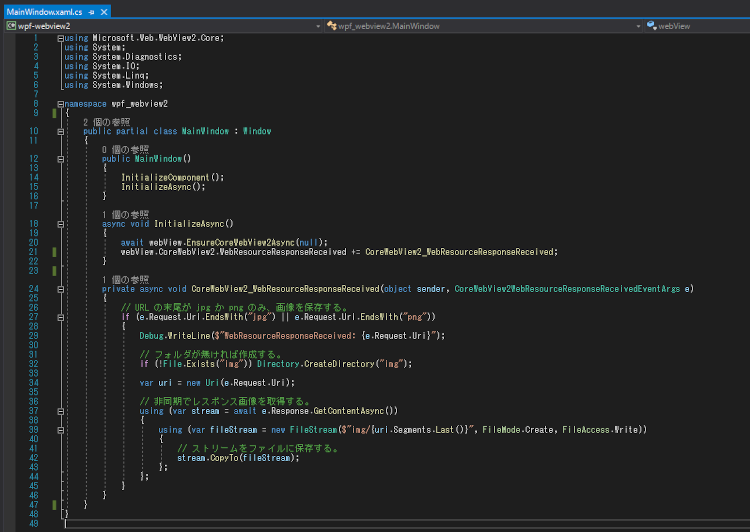 MainWindow.xaml.cs
wpf-webview2 wpf_webview2.MainWindow webView
1 using Microsoft.Web.WebView2.Core;
2 using System;
3 using System.Diagnostics;
4 using System.IO;
5 using System.Linq;
6 using System.Windows;
7
8 namespace wpf_webview2
9 {
2 個の参照
10 public partial class MainWindow : Window
11 {
0 個の参照
12 public MainWindow()
13 {
14 InitializeComponent();
15 InitializeAsync();
16 }
17
1 個の参照
18 async void InitializeAsync()
19 {
20 await webView.EnsureCoreWebView2Async(null);
21 webView.CoreWebView2.WebResourceResponseReceived += CoreWebView2_WebResourceResponseReceived;
22 }
23
1 個の参照
24 private async void CoreWebView2_WebResourceResponseReceived(object sender, CoreWebView2WebResourceResponseReceivedEventArgs e)
25 {
26 // URL の末尾が jpg か png のみ、画像を保存する。
27 if (e.Request.Uri.EndsWith("jpg") || e.Request.Uri.EndsWith("png"))
28 {
29 Debug.WriteLine($"WebResourceResponseReceived: {e.Request.Uri}");
30
31 // フォルダが無ければ作成する。
32 if (!File.Exists("img")) Directory.CreateDirectory("img");
33
34 var uri = new Uri(e.Request.Uri);
35
36 // 非同期でレスポンス画像を取得する。
37 using (var stream = await e.Response.GetContentAsync())
38 {
39 using (var fileStream = new FileStream($"img/{uri.Segments.Last()}", FileMode.Create, FileAccess.Write))
40 {
41 // ストリームをファイルに保存する。
42 stream.CopyTo(fileStream);
43 };
44 };
45 }
46 }
47 }
48 }
49